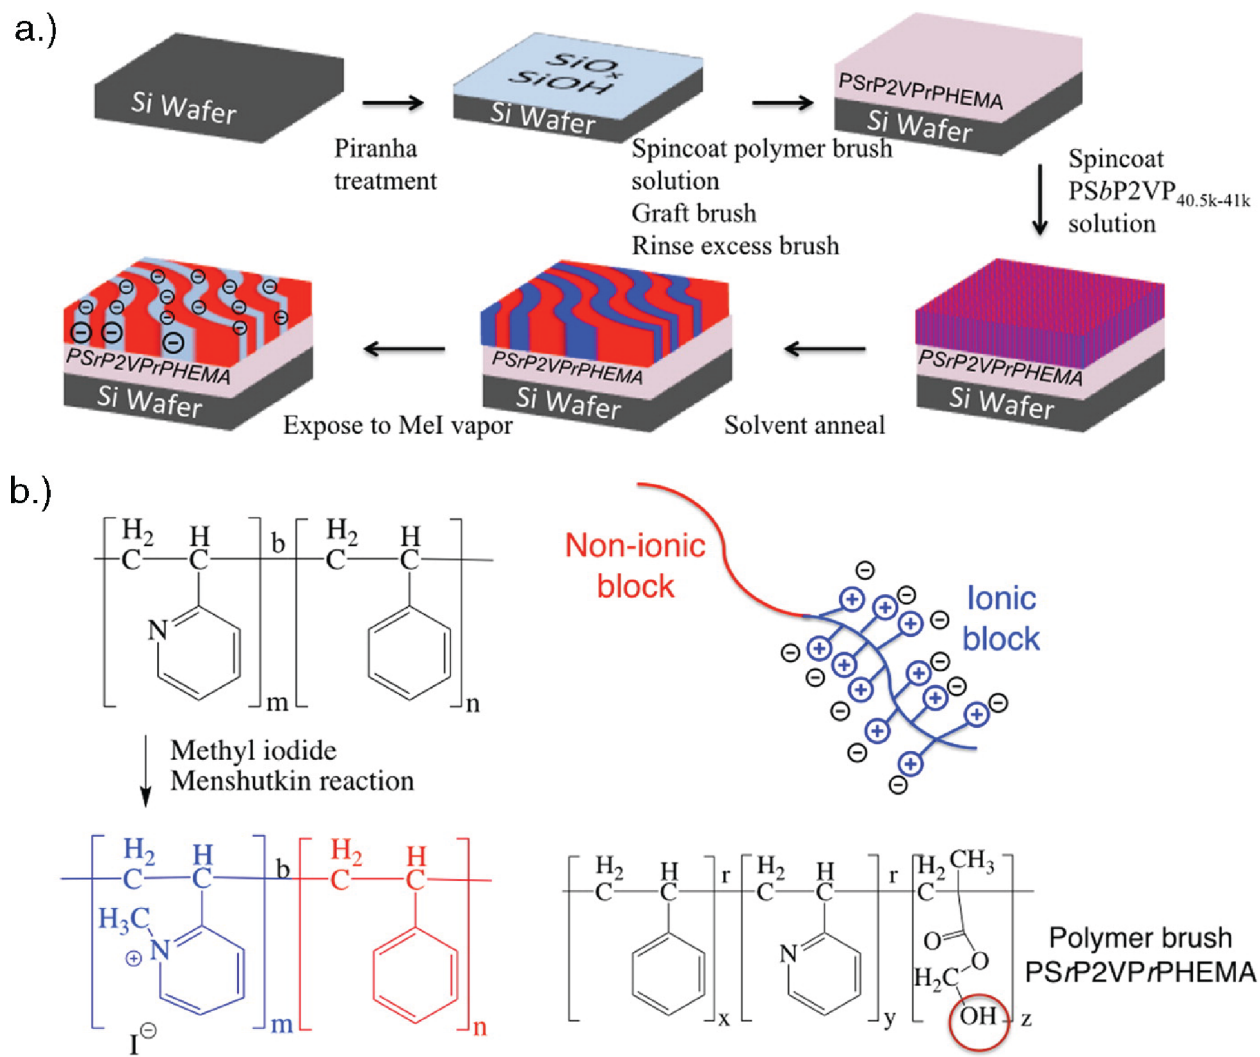 a.)
Si Wafer
Piranha
treatment
SiOₓ
SiOH
Si Wafer
Spincoat polymer brush
solution
Graft brush
Rinse excess brush
PSrP2VPrPHEMA
Si Wafer
Spincoat
PSbP2VP40.5k-41k
solution
PSrP2VPrPHEMA
Si Wafer
Solvent anneal
PSrP2VPrPHEMA
Si Wafer
Expose to MeI vapor
PSrP2VPrPHEMA
Si Wafer
b.)
H2 H b H2 H
C C C C
N
m n
Methyl iodide
Menshutkin reaction
H2 H b H2 H
C C C C
H3C
N
⊕
I⊖
m n
Non-ionic
block
Ionic
block
H2 H r H2 H r H2 CH3
C C C C C
N O O
H2C
OH
x y z
Polymer brush
PSrP2VPrPHEMA